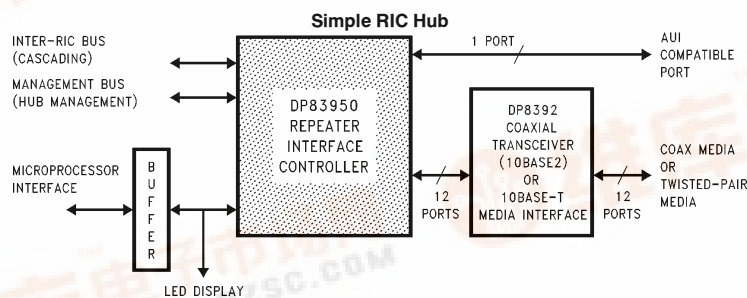 Simple RIC Hub
INTER-RIC BUS
(CASCADING)
MANAGEMENT BUS
(HUB MANAGEMENT)
MICROPROCESSOR
INTERFACE
BUFFER
LED DISPLAY
DP83950
REPEATER
INTERFACE
CONTROLLER
1 PORT
AUI
COMPATIBLE
PORT
12
PORTS
DP8392
COAXIAL
TRANSCEIVER
(10BASE2)
OR
10BASE-T
MEDIA INTERFACE
12
PORTS
COAX MEDIA
OR
TWISTED-PAIR
MEDIA